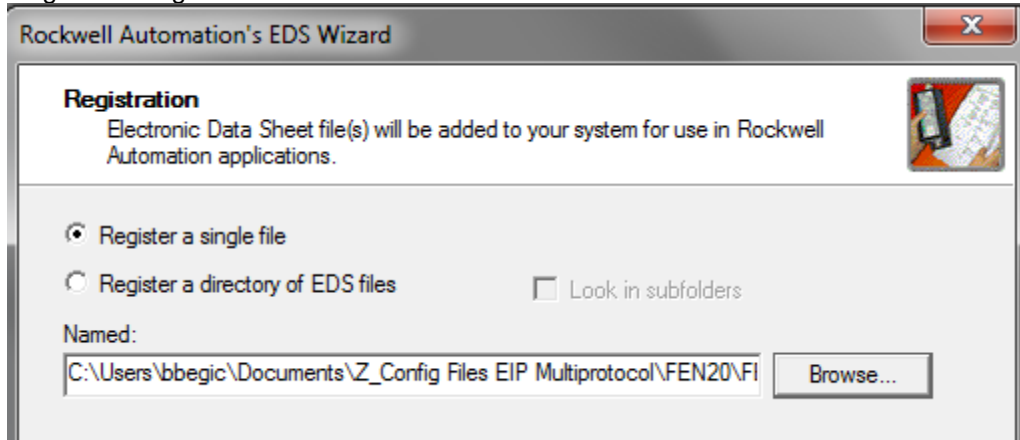 Rockwell Automation's EDS Wizard
Registration
Electronic Data Sheet file(s) will be added to your system for use in Rockwell
Automation applications.
Register a single file
Register a directory of EDS files
Look in subfolders
Named:
C:\Users\bbegic\Documents\Z_Config Files EIP Multiprotocol\FEN20\
Browse...